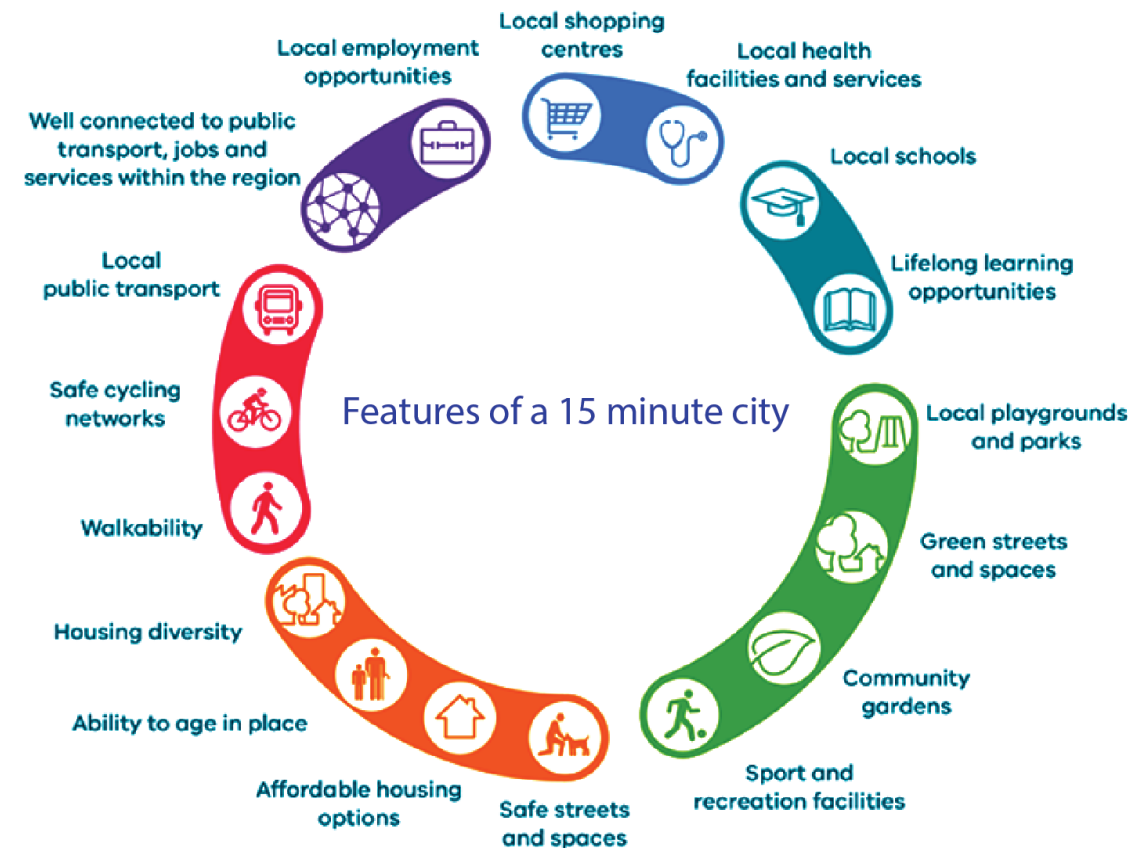 Local shopping
centres
Local health
facilities and services
Local schools
Lifelong learning
opportunities
Local playgrounds
and parks
Green streets
and spaces
Community
gardens
Sport and
recreation facilities
Safe streets
and spaces
Affordable housing
options
Ability to age in place
Housing diversity
Walkability
Safe cycling
networks
Local
public transport
Well connected to public
transport, jobs and
services within the region
Local employment
opportunities
Features of a 15 minute city